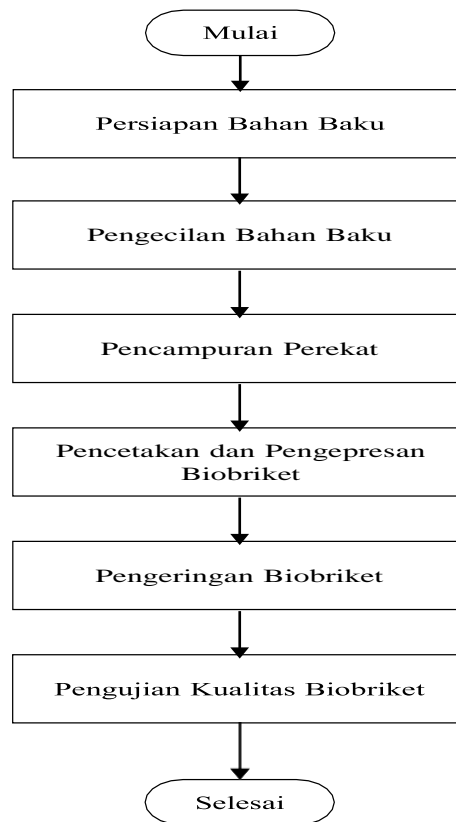 Mulai
Persiapan Bahan Baku
Pengecilan Bahan Baku
Pencampuran Perekat
Pencetakan dan Pengepresan
Biobriket
Pengeringan Biobriket
Pengujian Kualitas Biobriket
Selesai